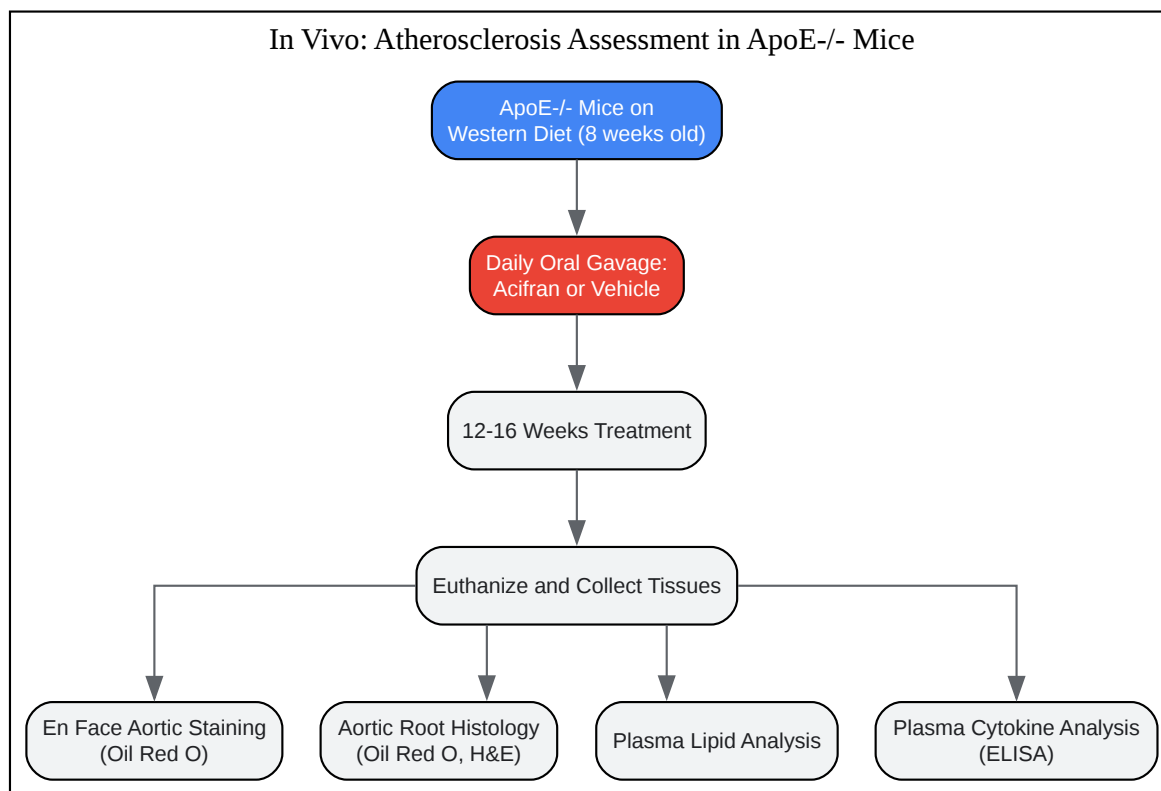 In Vivo: Atherosclerosis Assessment in ApoE-/- Mice
ApoE-/- Mice on
Western Diet (8 weeks old)
Daily Oral Gavage:
Acifran or Vehicle
12-16 Weeks Treatment
Euthanize and Collect Tissues
En Face Aortic Staining
(Oil Red O)
Aortic Root Histology
(Oil Red O, H&E)
Plasma Lipid Analysis
Plasma Cytokine Analysis
(ELISA)